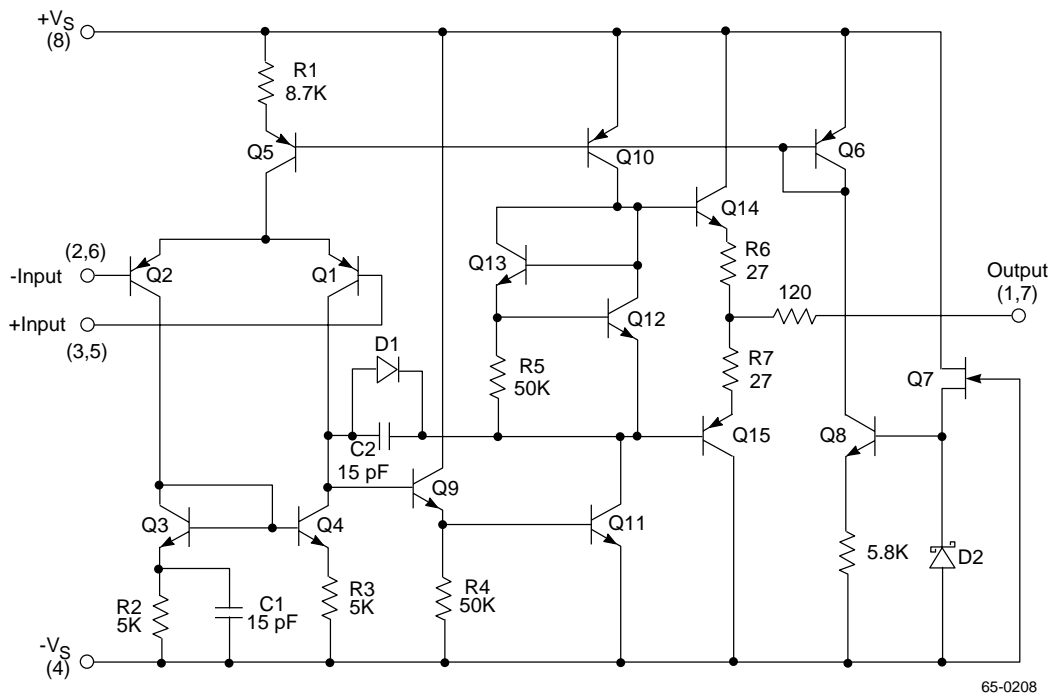 +VS
(8)
R1
8.7K
Q5
Q10
Q6
Q14
(2,6)
-Input
Q2
Q1
Q13
R6
27
Output
(1,7)
+Input
(3,5)
Q12
120
D1
R5
50K
R7
27
Q7
C2
15 pF
Q15
Q8
Q9
Q3
Q4
Q11
R2
5K
C1
15 pF
R3
5K
R4
50K
5.8K
D2
-VS
(4)
65-0208